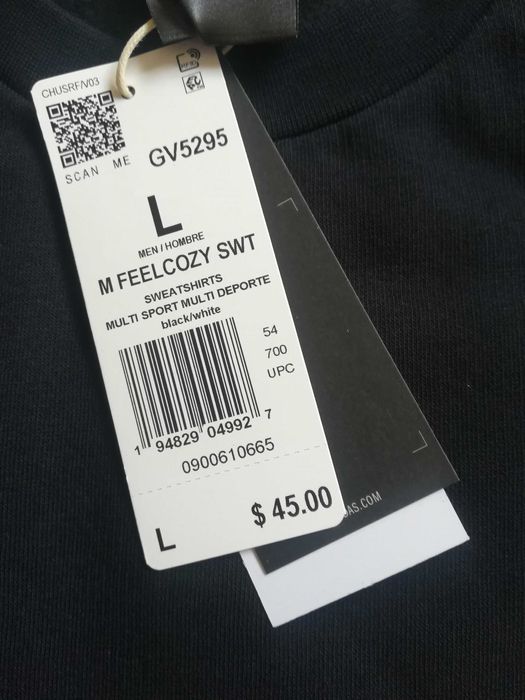 CHUSRF/V03
SCAN ME
GV5295
L
MEN / HOMBRE
M FEELCOZY SWT
SWEATSHIRTS
MULTI SPORT MULTI DEPORTE
black/white
54
700
UPC
1 94829 04992 7
0900610665
L
$ 45.00
DAS.COM